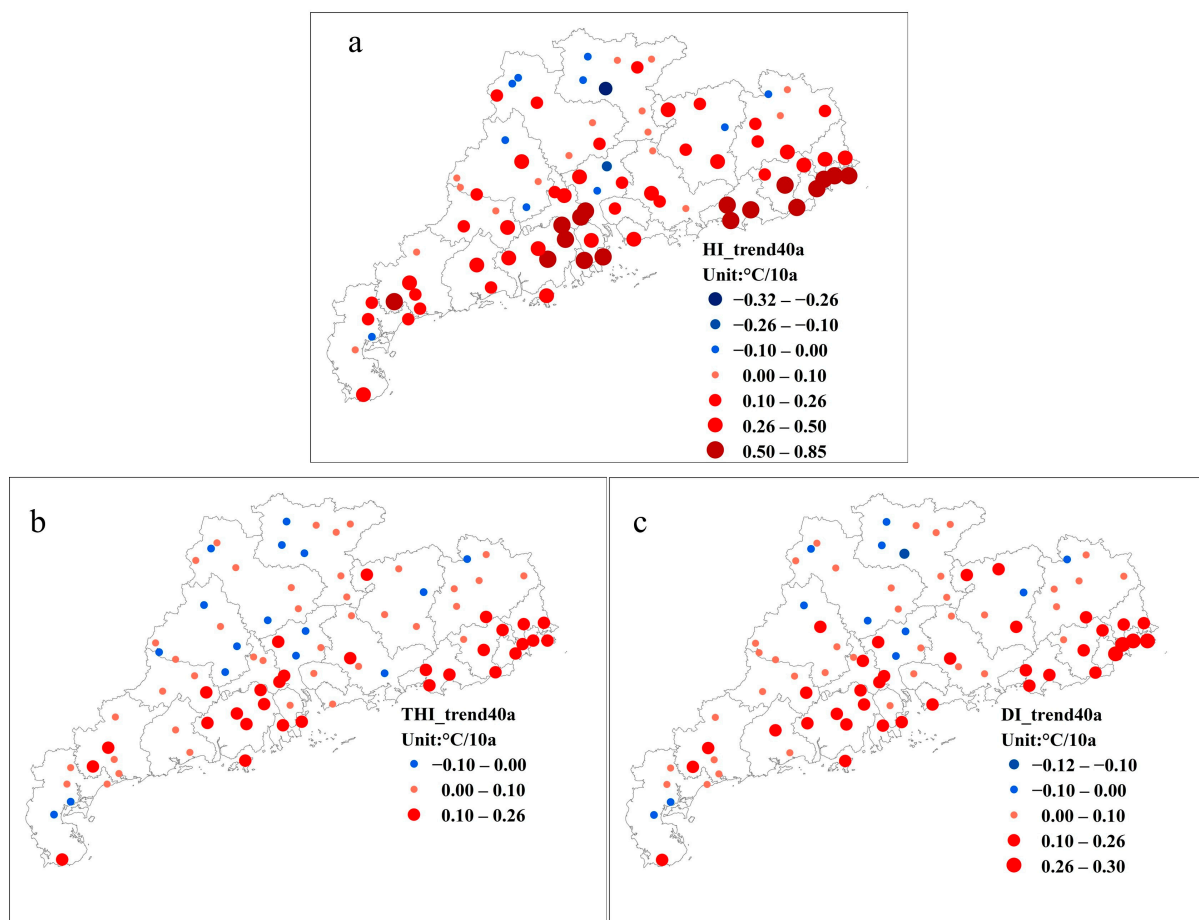 a
HI_trend40a
Unit:°C/10a
−0.32 – −0.26
−0.26 – −0.10
−0.10 – 0.00
0.00 – 0.10
0.10 – 0.26
0.26 – 0.50
0.50 – 0.85
b
THI_trend40a
Unit:°C/10a
−0.10 – 0.00
0.00 – 0.10
0.10 – 0.26
c
DI_trend40a
Unit:°C/10a
−0.12 – −0.10
−0.10 – 0.00
0.00 – 0.10
0.10 – 0.26
0.26 – 0.30